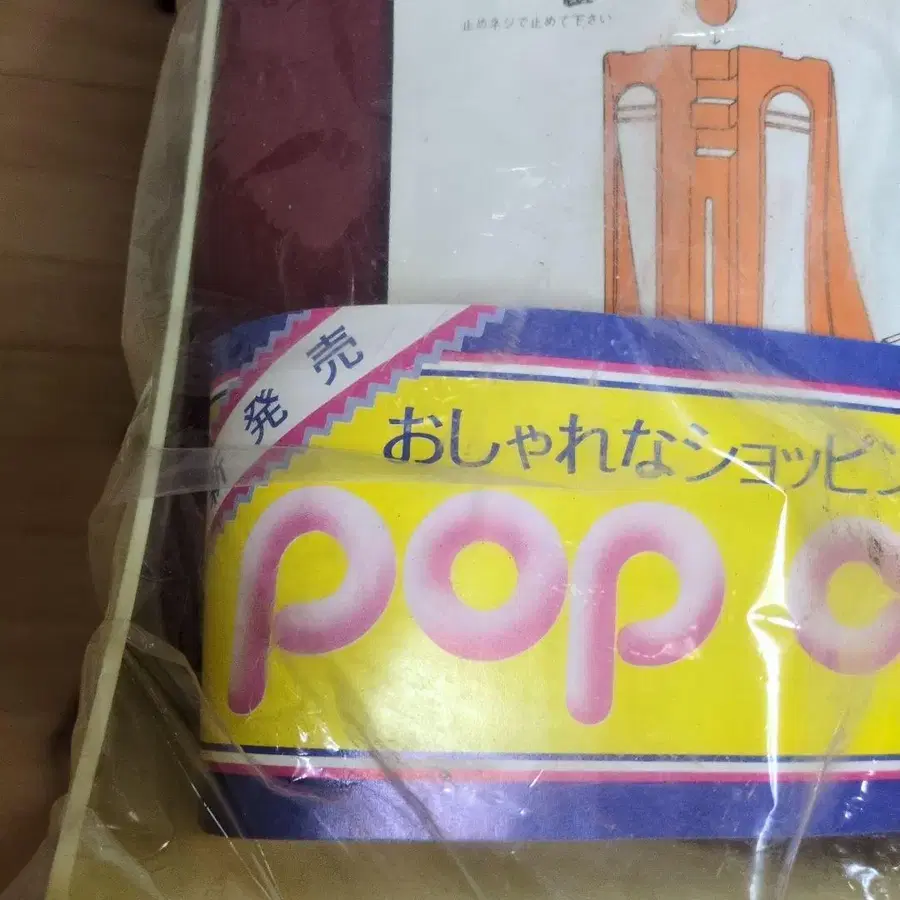 止めネジで止めて下さい
新発売
おしゃれなショッピン
pop c